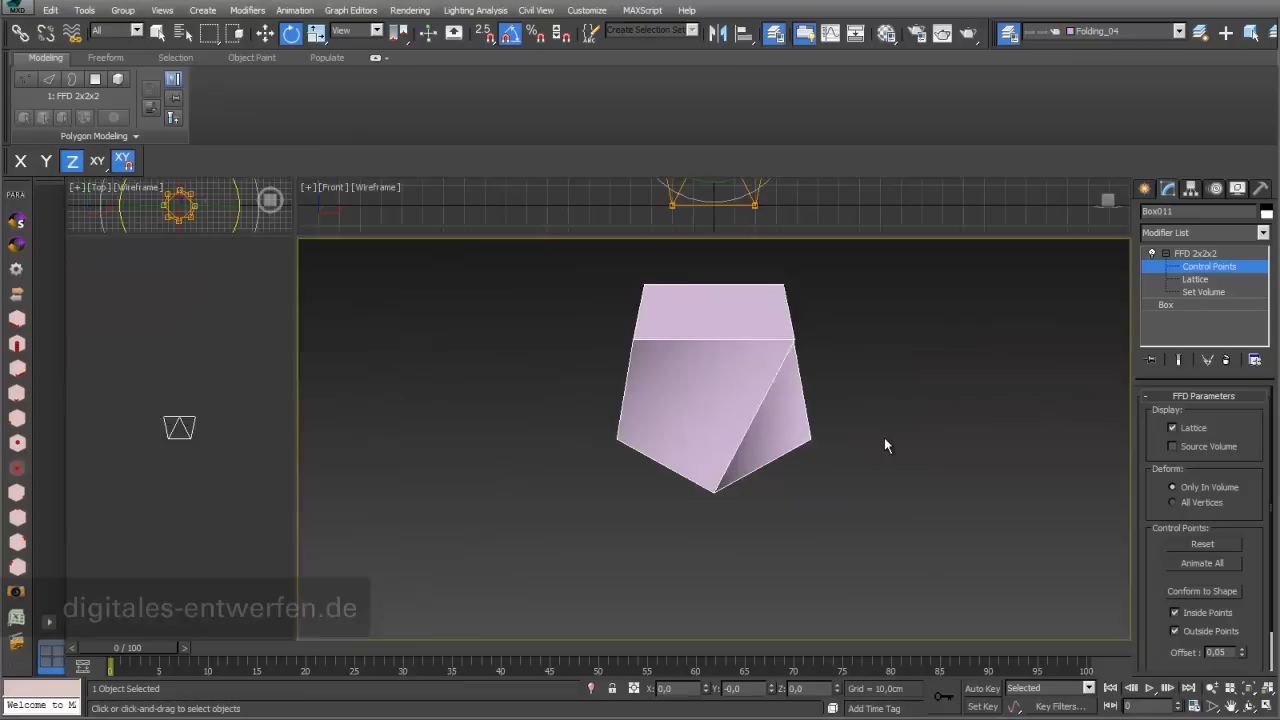 MXD
Edit Tools Group Views Create Modifiers Animation Graph Editors Rendering Lighting Analysis Civil View Customize MAXScript Help
All View 2.5 Create Selection Set Folding_04
Modeling Freeform Selection Object Paint Populate
1: FFD 2x2x2
Polygon Modeling
X Y Z XY XY
PARA
[+][Top][Wireframe]
[+][Front][Wireframe]
Box011
Modifier List
FFD 2x2x2
Control Points
Lattice
Set Volume
Box
- FFD Parameters
Display:
Lattice
Source Volume
Deform:
Only In Volume
All Vertices
Control Points:
Reset
Animate All
Conform to Shape
Inside Points
Outside Points
Offset : 0,05
digitales-entwerfen.de
< 0 / 100 >
0 5 10 15 20 25 30 35 40 45 50 55 60 65 70 75 80 85 90 95 100
1 Object Selected X: 0,0 Y: -0,0 Z: 0,0 Grid = 10,0cm Auto Key Selected
Welcome to M Click or click-and-drag to select objects Add Time Tag Set Key Key Filters... 0